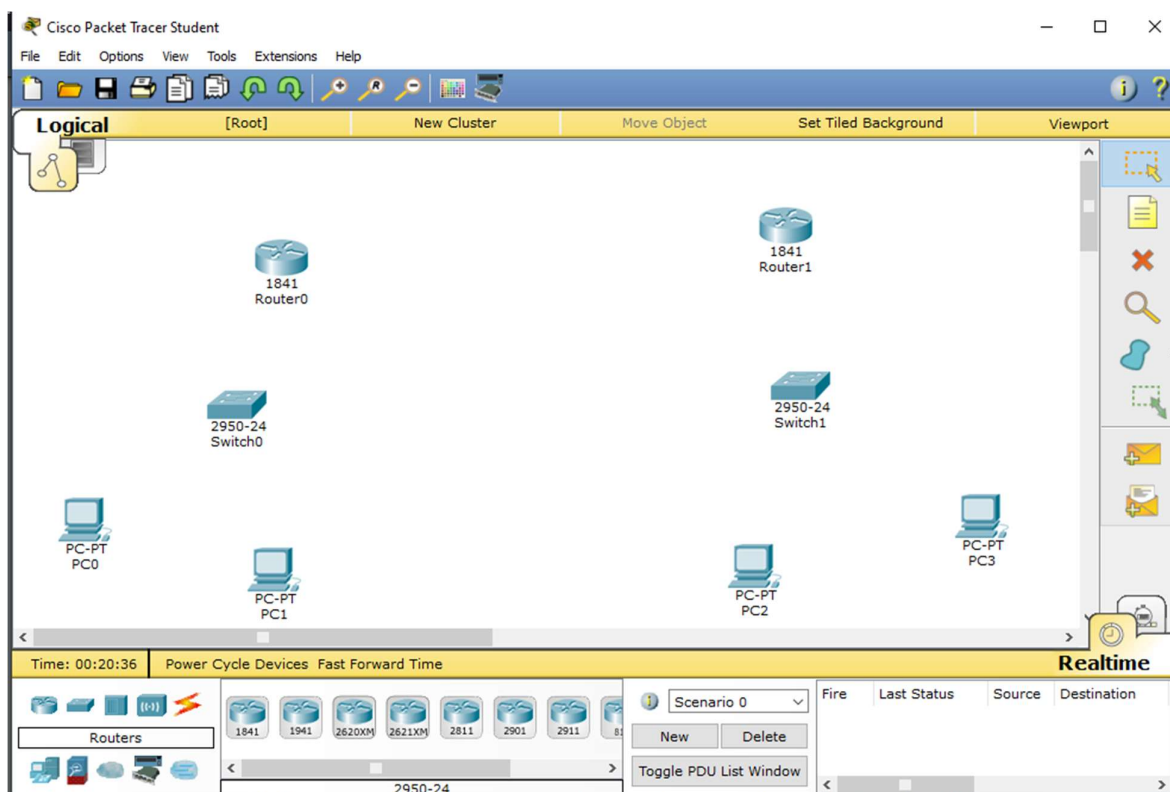 Cisco Packet Tracer Student
File Edit Options View Tools Extensions Help
Logical [Root] New Cluster Move Object Set Tiled Background Viewport
1841
Router0
1841
Router1
2950-24
Switch0
2950-24
Switch1
PC-PT
PC0
PC-PT
PC1
PC-PT
PC2
PC-PT
PC3
Time: 00:20:36 Power Cycle Devices Fast Forward Time Realtime
Routers
1841 1941 2620XM 2621XM 2811 2901 2911
2950-24
Scenario 0
New Delete
Toggle PDU List Window
Fire Last Status Source Destination